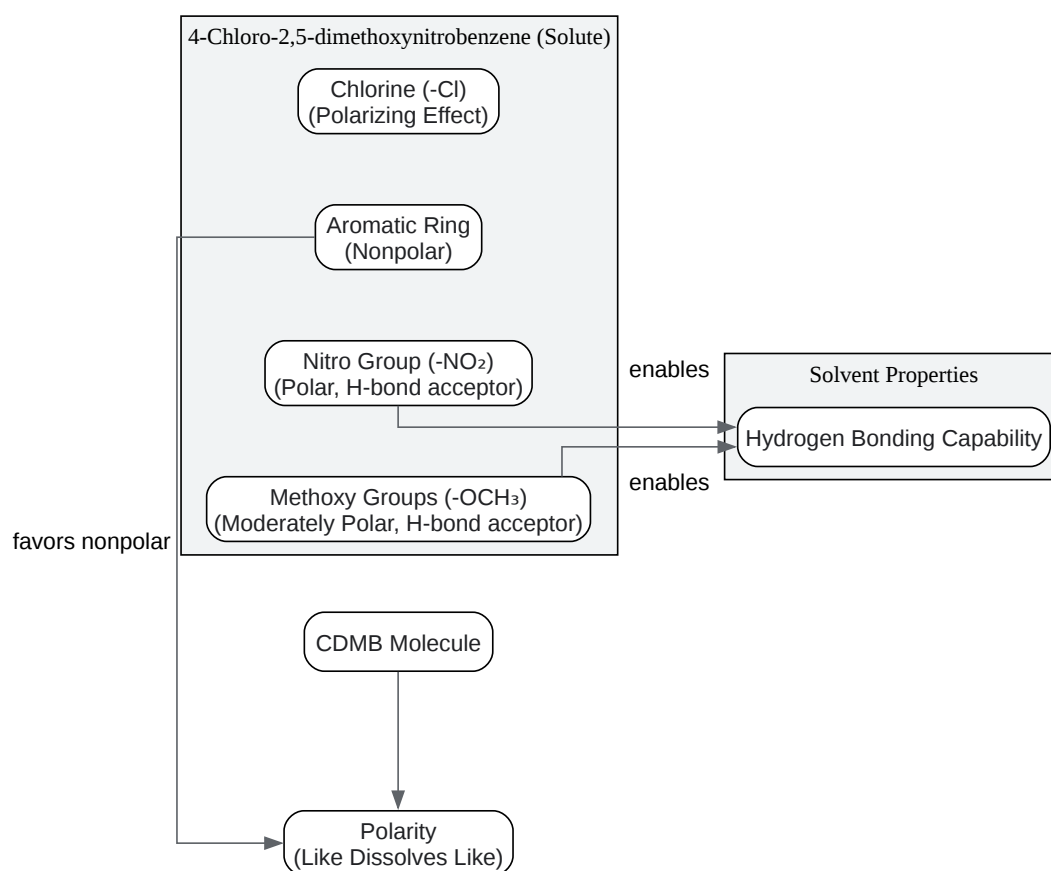 4-Chloro-2,5-dimethoxynitrobenzene (Solute)
Chlorine (-Cl)
(Polarizing Effect)
Aromatic Ring
(Nonpolar)
Nitro Group (-NO₂)
(Polar, H-bond acceptor)
enables
Solvent Properties
Hydrogen Bonding Capability
enables
Methoxy Groups (-OCH₃)
(Moderately Polar, H-bond acceptor)
favors nonpolar
CDMB Molecule
Polarity
(Like Dissolves Like)